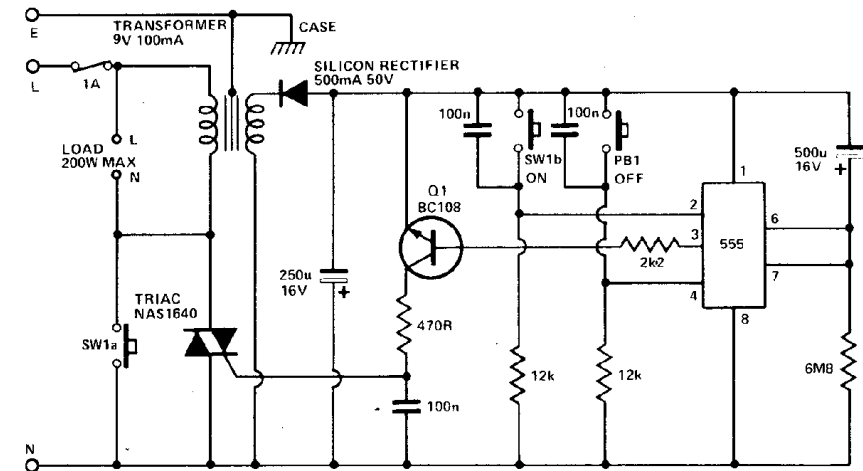 E
TRANSFORMER
9V 100mA
CASE
L
1A
SILICON RECTIFIER
500mA 50V
LOAD
200W MAX
L
N
100n
SW1b
ON
100n
PB1
OFF
500u
16V
+
Q1
BC108
1
2
3
4
555
6
7
8
2k2
250u
16V
+
TRIAC
NAS1640
SW1a
470R
100n
12k
12k
6M8
N